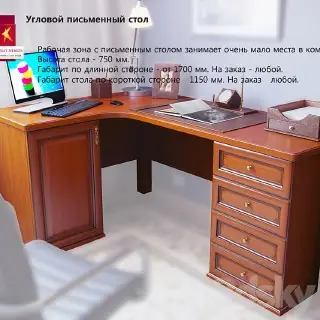 Угловой письменный стол
Рабочая зона с письменным столом занимает очень мало места в ком
Высота стола - 750 мм.
Габарит по длинной стороне - от 1700 мм. На заказ - любой.
Габарит стола по короткой стороне - 1150 мм. На заказ любой.